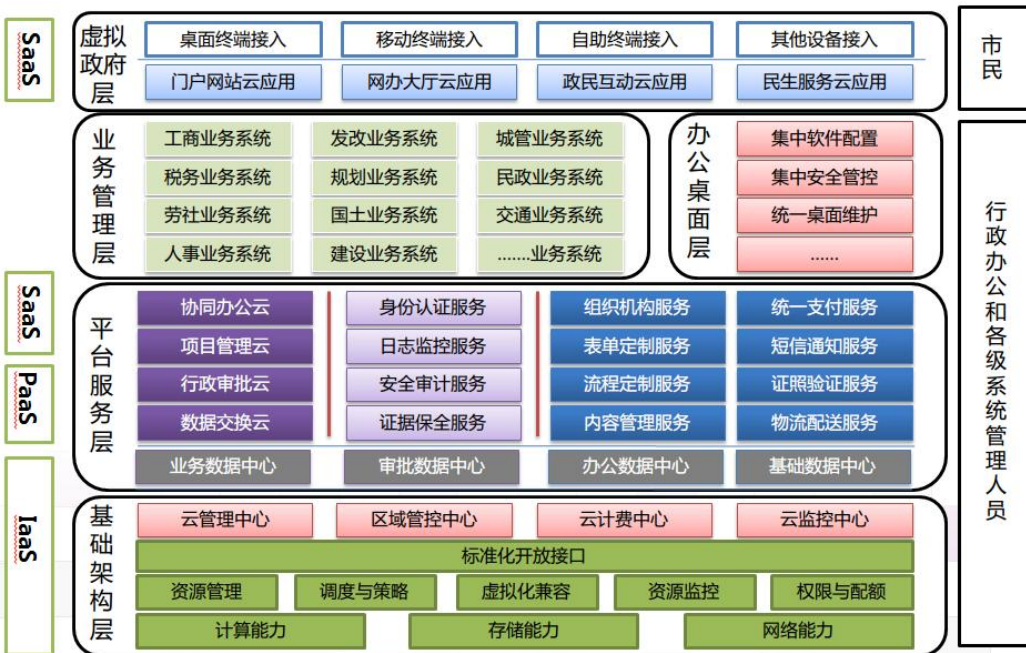 SaaS
虚拟政府层
桌面终端接入
移动终端接入
自助终端接入
其他设备接入
门户网站云应用
网办大厅云应用
政民互动云应用
民生服务云应用
市民
业务管理层
工商业务系统
发改业务系统
城管业务系统
税务业务系统
规划业务系统
民政业务系统
劳社业务系统
国土业务系统
交通业务系统
人事业务系统
建设业务系统
.......业务系统
办公桌面层
集中软件配置
集中安全管控
统一桌面维护
......
行政办公和各级系统管理人员
SaaS
PaaS
平台服务层
协同办公云
身份认证服务
组织机构服务
统一支付服务
项目管理云
日志监控服务
表单定制服务
短信通知服务
行政审批云
安全审计服务
流程定制服务
证照验证服务
数据交换云
证据保全服务
内容管理服务
物流配送服务
业务数据中心
审批数据中心
办公数据中心
基础数据中心
IaaS
基础架构层
云管理中心
区域管控中心
云计费中心
云监控中心
标准化开放接口
资源管理
调度与策略
虚拟化兼容
资源监控
权限与配额
计算能力
存储能力
网络能力